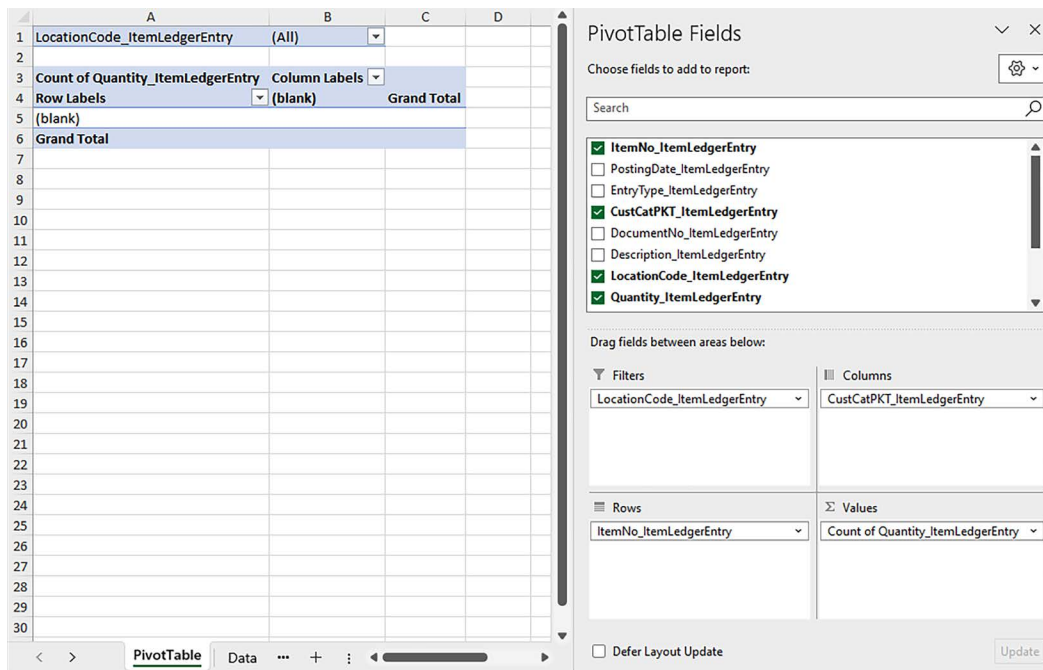 A B C D
1 LocationCode_ItemLedgerEntry (All)
2
3 Count of Quantity_ItemLedgerEntry Column Labels
4 Row Labels (blank) Grand Total
5 (blank)
6 Grand Total
7
8
9
10
11
12
13
14
15
16
17
18
19
20
21
22
23
24
25
26
27
28
29
30
PivotTable Data
PivotTable Fields
Choose fields to add to report:
Search
ItemNo_ItemLedgerEntry
PostingDate_ItemLedgerEntry
EntryType_ItemLedgerEntry
CustCatPKT_ItemLedgerEntry
DocumentNo_ItemLedgerEntry
Description_ItemLedgerEntry
LocationCode_ItemLedgerEntry
Quantity_ItemLedgerEntry
Drag fields between areas below:
Filters
LocationCode_ItemLedgerEntry
Columns
CustCatPKT_ItemLedgerEntry
Rows
ItemNo_ItemLedgerEntry
Σ Values
Count of Quantity_ItemLedgerEntry
Defer Layout Update
Update